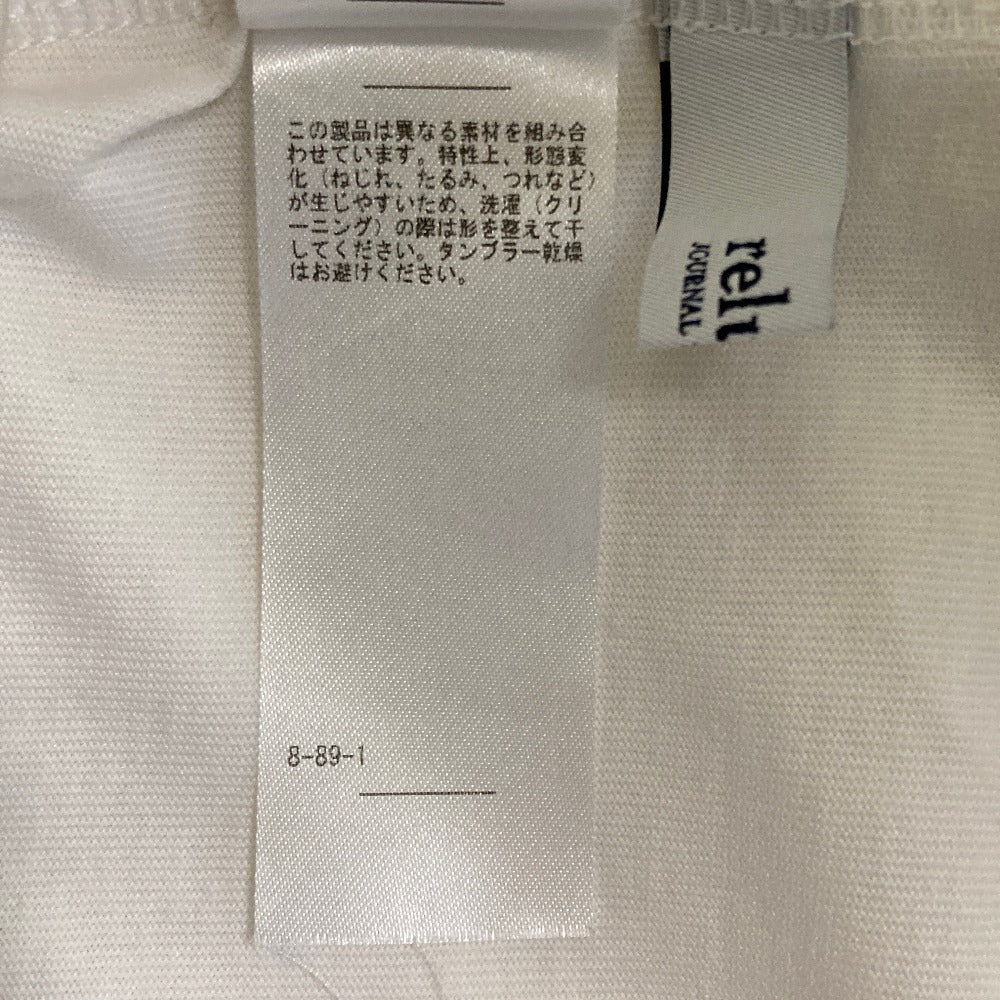 この製品は異なる素材を組み合
わせています。特性上、形態変
化（ねじれ、たるみ、つれなど）
が生じやすいため、洗濯（クリ
ーニング）の際は形を整えて干
してください。タンブラー乾燥
はお避けください。
8-89-1
JOURNAL